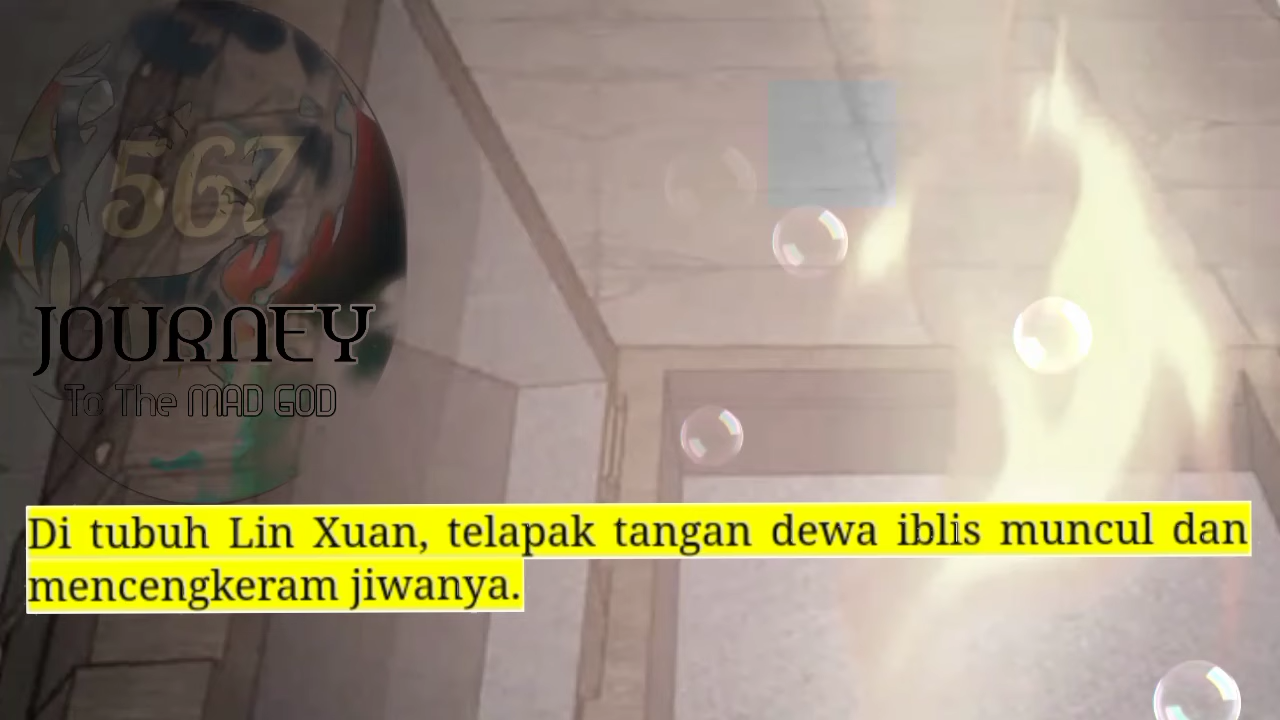 567
JOURNEY
To The MAD GOD
Di tubuh Lin Xuan, telapak tangan dewa iblis muncul dan
mencengkeram jiwanya.